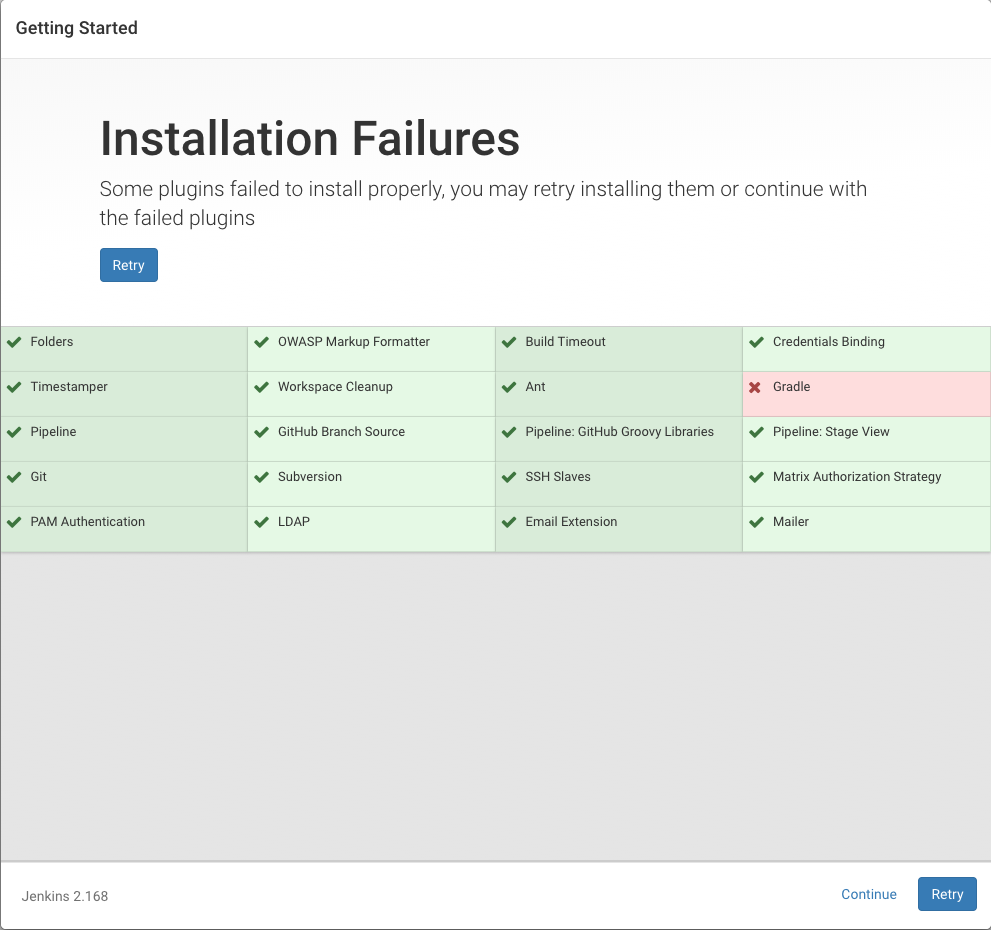 Getting Started
Installation Failures
Some plugins failed to install properly, you may retry installing them or continue with
the failed plugins
Retry
Folders
OWASP Markup Formatter
Build Timeout
Credentials Binding
Timestamper
Workspace Cleanup
Ant
Gradle
Pipeline
GitHub Branch Source
Pipeline: GitHub Groovy Libraries
Pipeline: Stage View
Git
Subversion
SSH Slaves
Matrix Authorization Strategy
PAM Authentication
LDAP
Email Extension
Mailer
Jenkins 2.168
Continue
Retry